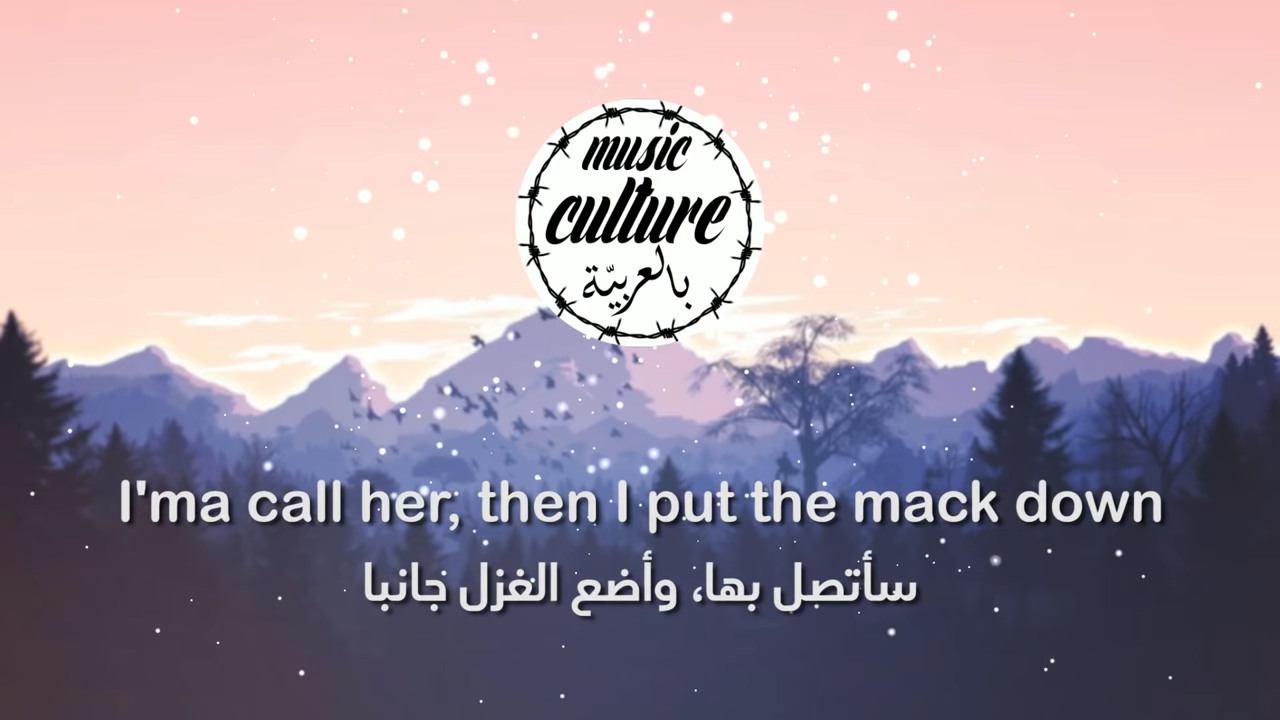 music
culture
بالعربيّة
I'ma call her, then I put the mack down
سأتصل بها، وأضع الغزل جانبا